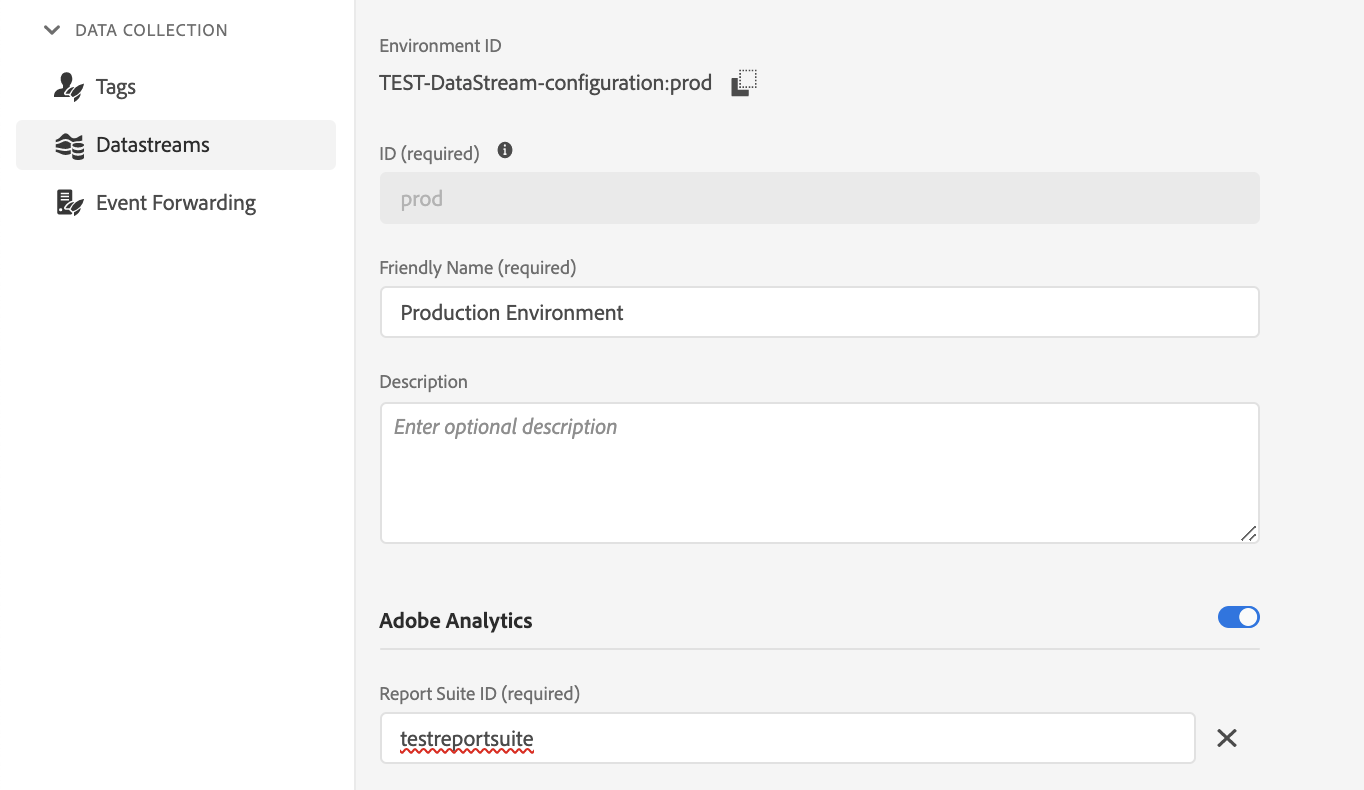 DATA COLLECTION
Tags
Datastreams
Event Forwarding
Environment ID
TEST-DataStream-configuration:prod
ID (required)
prod
Friendly Name (required)
Production Environment
Description
Enter optional description
Adobe Analytics
Report Suite ID (required)
testreportsuite